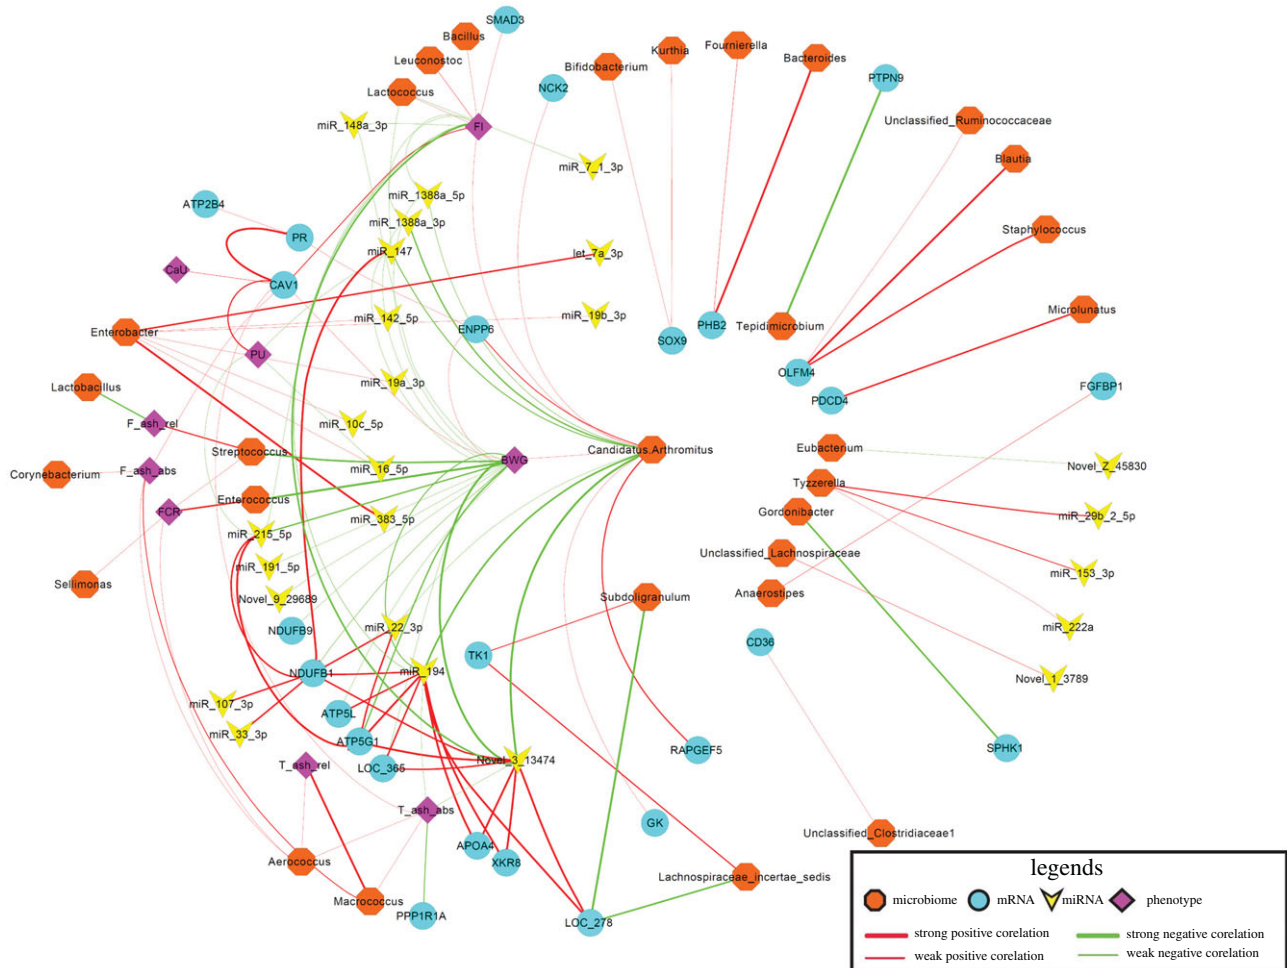 SMAD3
Bacillus
Kurthia
Fournierella
Leuconostoc
Bacteroides
Bifidobacterium
PTPN9
NCK2
Lactococcus
miR_148a_3p
FI
Unclassified_Ruminococcaceae
Blautia
miR_7_1_3p
miR_1388a_5p
ATP2B4
miR_1388a_3p
Staphylococcus
PR
miR_147
let_7a_3p
CaU
CAV1
Microlunatus
miR_142_5p
miR_19b_3p
Enterobacter
ENPP6
PHB2
Tepidimicrobium
SOX9
PU
OLFM4
miR_19a_3p
Lactobacillus
FGFBP1
PDCD4
F_ash_rel
miR_10c_5p
Streptococcus
Candidatus.Arthromitus
Eubacterium
BWG
Novel_Z_45830
F_ash_abs
miR_16_5p
Corynebacterium
Tyzzerella
Enterococcus
FCR
Gordonibacter
miR_29b_2_5p
miR_383_5p
miR_215_5p
Unclassified_Lachnospiraceae
miR_191_5p
miR_153_3p
Sellimonas
Anaerostipes
Novel_9_29689
Subdoligranulum
NDUFB9
miR_22_3p
miR_222a
CD36
TK1
NDUFB1
miR_194
Novel_1_3789
miR_107_3p
ATP5L
miR_33_3p
ATP5G1
SPHK1
RAPGEF5
Novel_3_13474
T_ash_rel
LOC_365
T_ash_abs
GK
Unclassified_Clostridiaceae1
APOA4
Aerococcus
XKR8
Lachnospiraceae_incertae_sedis
Macrococcus
PPP1R1A
LOC_278
legends
microbiome mRNA miRNA phenotype
strong positive corelation strong negative corelation
weak positive corelation weak negative corelation